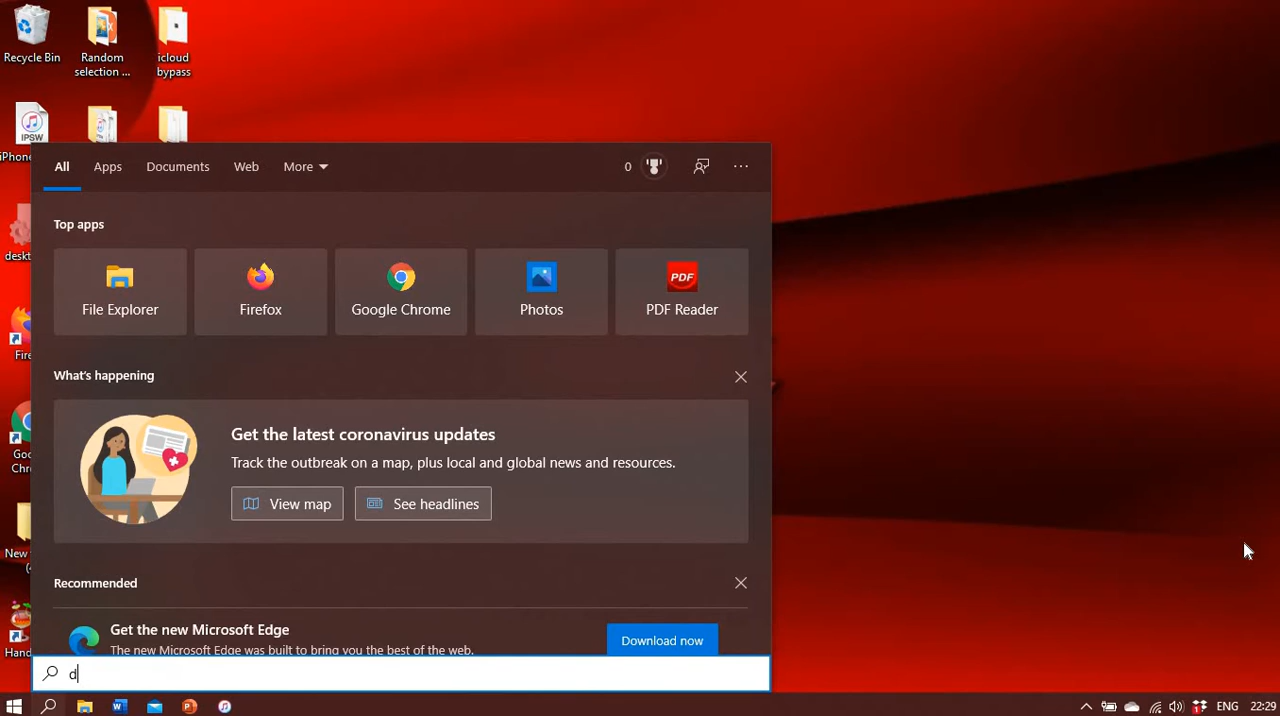 Recycle Bin
Random
selection ...
icloud
bypass
IPSW
iPhone
All
Apps
Documents
Web
More
0
Top apps
File Explorer
Firefox
Google Chrome
Photos
PDF
PDF Reader
What's happening
Get the latest coronavirus updates
Track the outbreak on a map, plus local and global news and resources.
View map
See headlines
Recommended
Get the new Microsoft Edge
The new Microsoft Edge was built to bring you the best of the web.
Download now
d
deskt
Fire
Goo
Chr
New
Hand
ENG
22:29